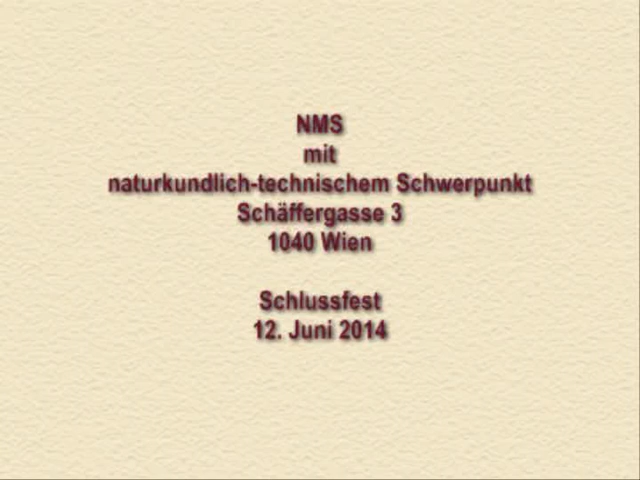 NMS
mit
naturkundlich-technischem Schwerpunkt
Schäffergasse 3
1040 Wien
Schlussfest
12. Juni 2014